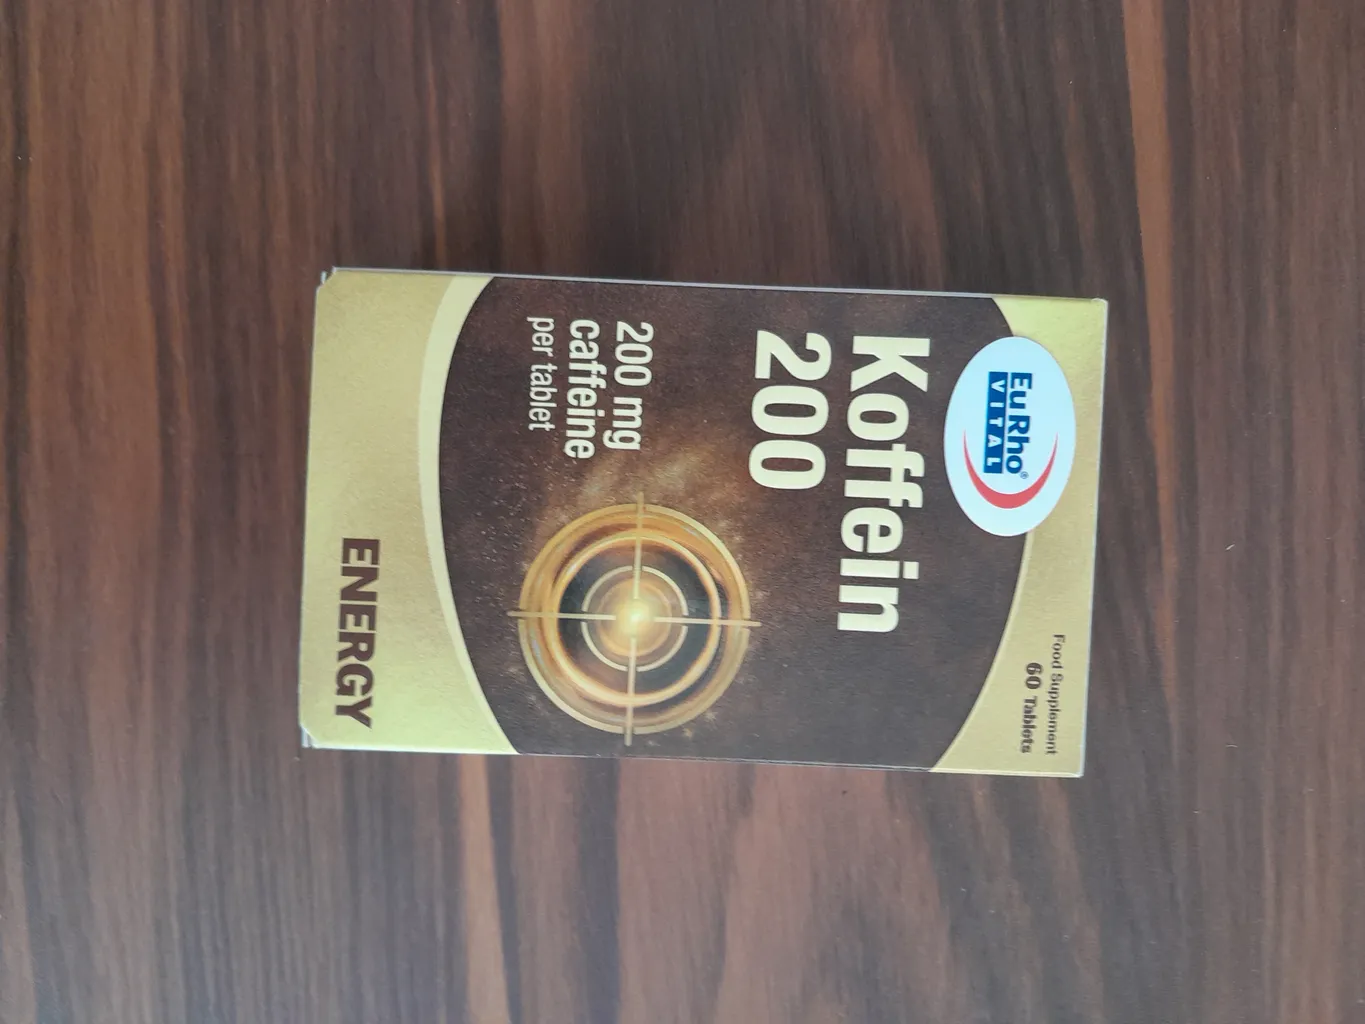 EuRho®
VITAL
Food Supplement
60 Tablets
Koffein
200
200 mg
caffeine
per tablet
ENERGY